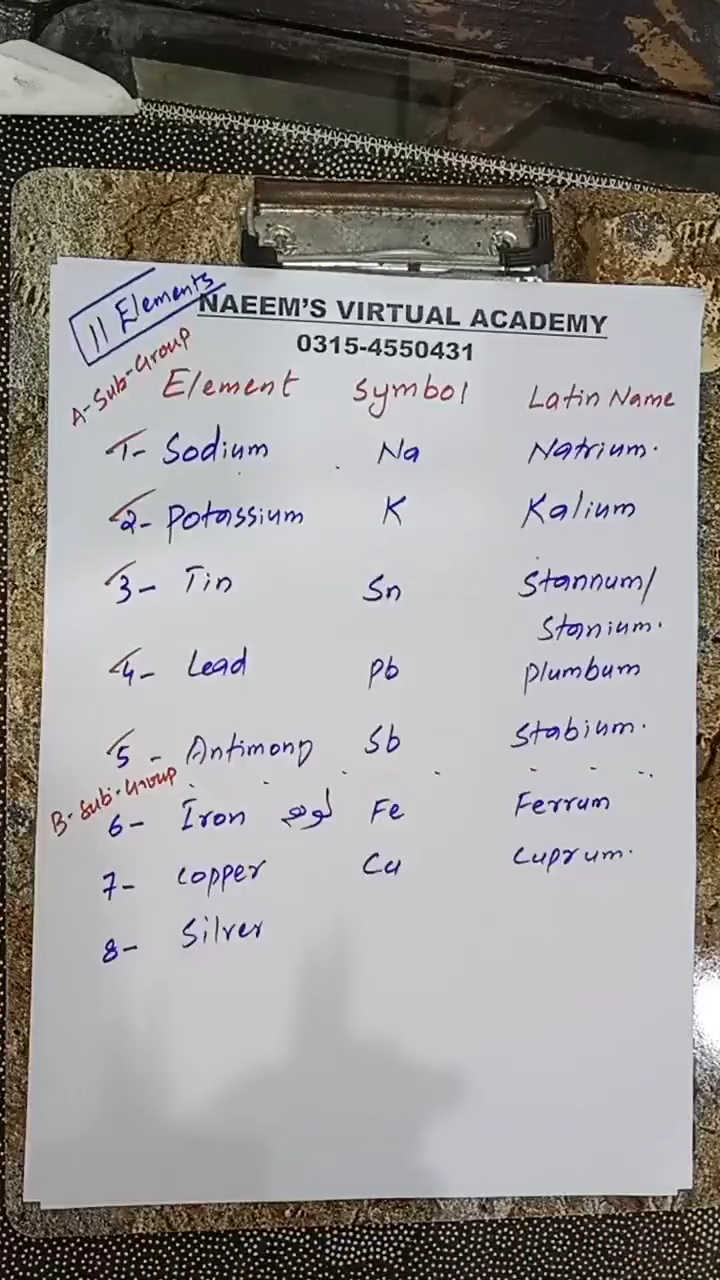 11 Elements
NAEEM'S VIRTUAL ACADEMY
0315-4550431
A-Sub-Group
Element Symbol Latin Name
1- Sodium Na Natrium.
2- Potassium K Kalium
3- Tin Sn Stannum/
Stanium.
4- Lead Pb Plumbum
5- Antimony Sb Stabium.
B-Sub-Group
6- Iron لوہا Fe Ferrum
7- Copper Cu Cuprum.
8- Silver